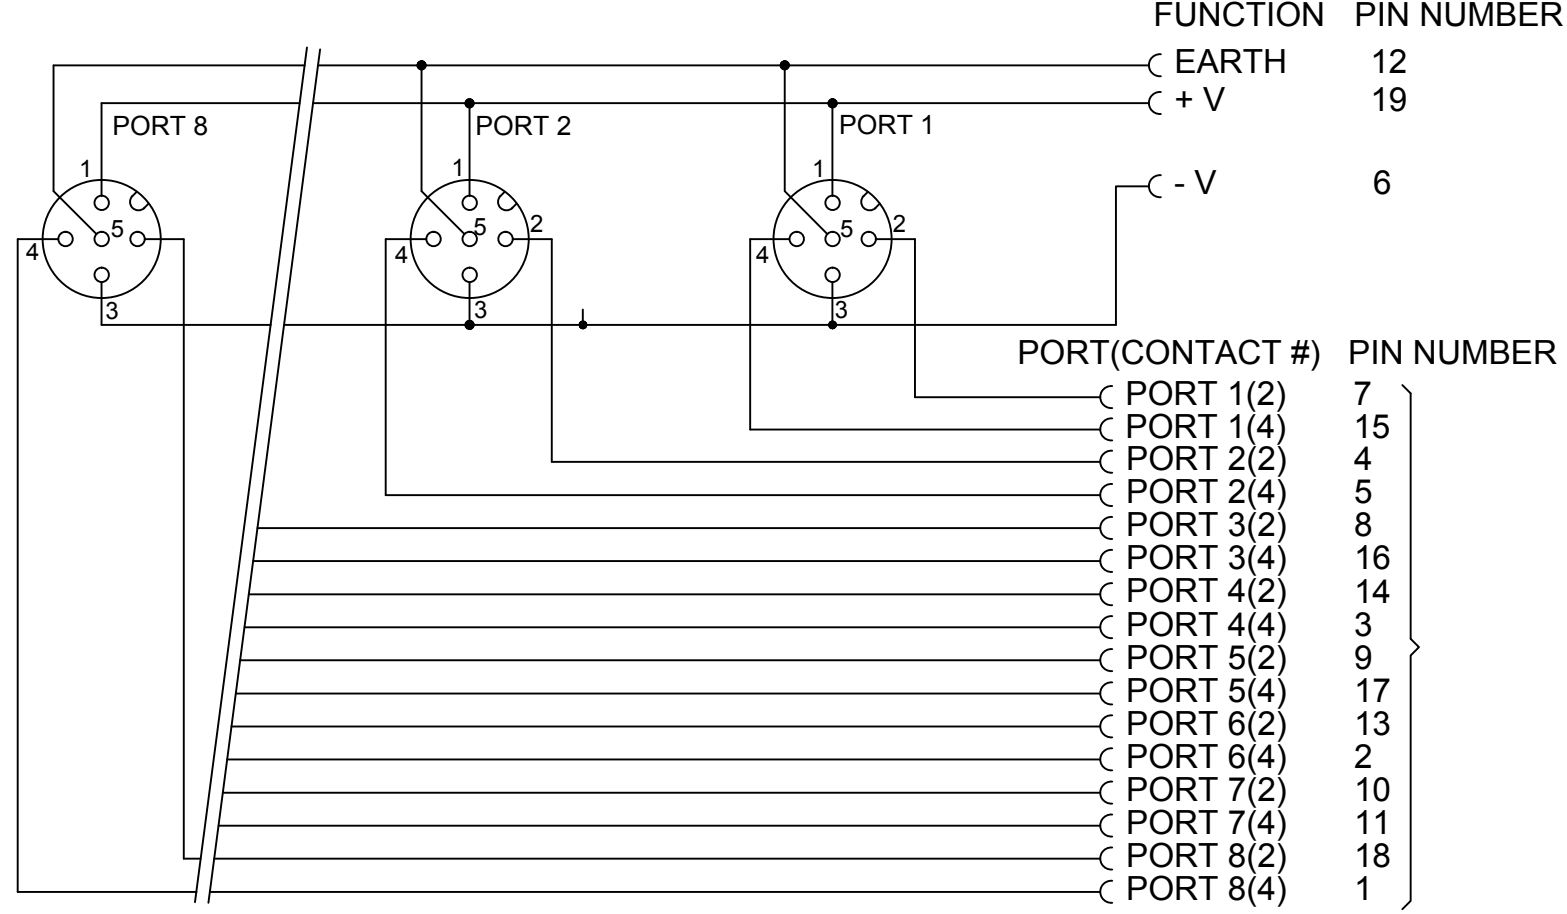 FUNCTION PIN NUMBER
EARTH 12
+ V 19
PORT 8 PORT 2 PORT 1
1 1 1
- V 6
5 5 2 5 2
4 4 4
3 3 3
PORT(CONTACT #) PIN NUMBER
PORT 1(2) 7
PORT 1(4) 15
PORT 2(2) 4
PORT 2(4) 5
PORT 3(2) 8
PORT 3(4) 16
PORT 4(2) 14
PORT 4(4) 3
PORT 5(2) 9
PORT 5(4) 17
PORT 6(2) 13
PORT 6(4) 2
PORT 7(2) 10
PORT 7(4) 11
PORT 8(2) 18
PORT 8(4) 1